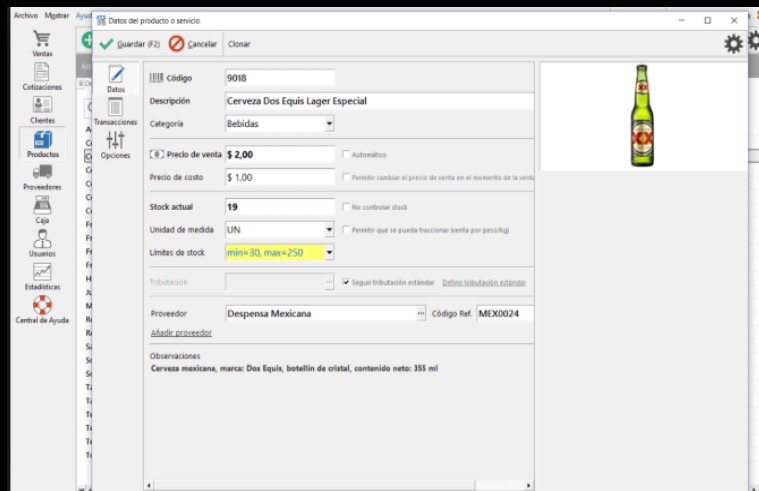 Archivo Mostrar Ayud
Datos del producto o servicio
Guardar (F2) Cancelar Clonar
Ventas
Cotizaciones
Clientes
Productos
Proveedores
Caja
Usuarios
Estadísticas
Central de Ayuda
Datos
Transacciones
Opciones
Código 9018
Descripción Cerveza Dos Equis Lager Especial
Categoría Bebidas
Precio de venta $ 2,00 Automático
Precio de costo $ 1,00 Permitir cambiar el precio de venta en el momento de la venta
Stock actual 19 No controlar stock
Unidad de medida UN Permitir que se pueda fraccionar (venta por peso/kg)
Límites de stock min=30, max=250
Tributación Seguir tributación estándar Definir tributación estándar
Proveedor Despensa Mexicana Código Ref. MEX0024
Añadir proveedor
Observaciones
Cerveza mexicana, marca: Dos Equis, botellín de cristal, contenido neto: 355 ml